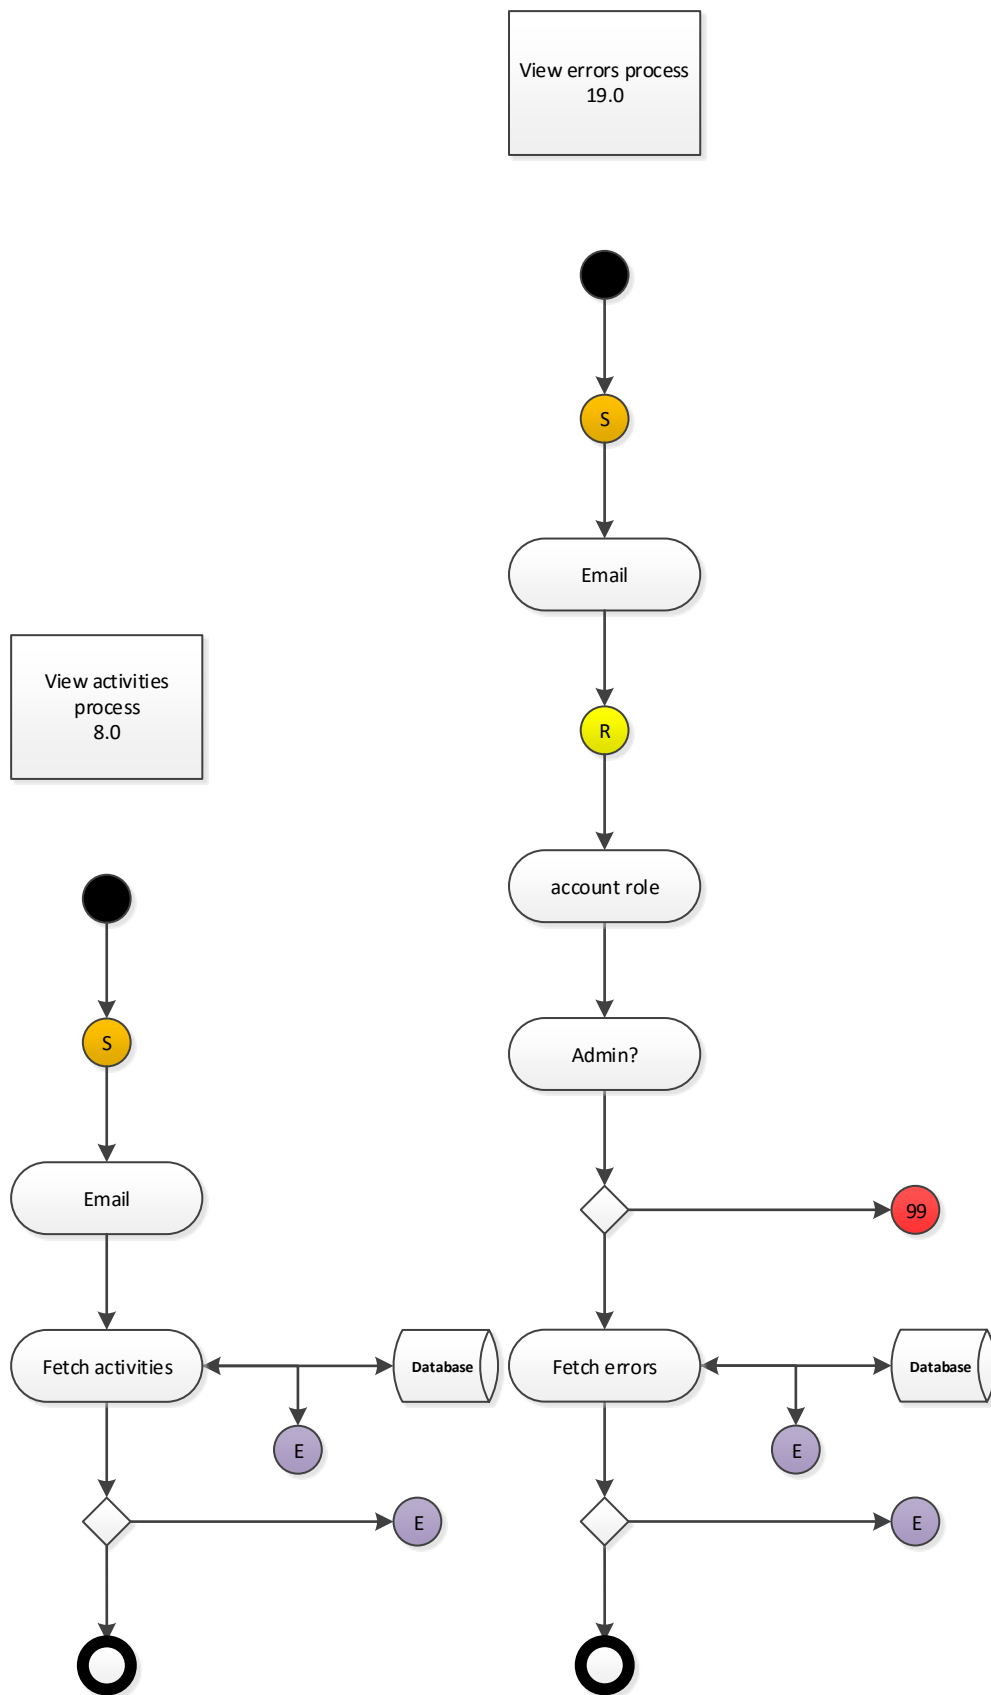 View errors process
19.0
S
Email
R
account role
Admin?
99
Fetch errors
Database
E
E
View activities
process
8.0
S
Email
Fetch activities
Database
E
E